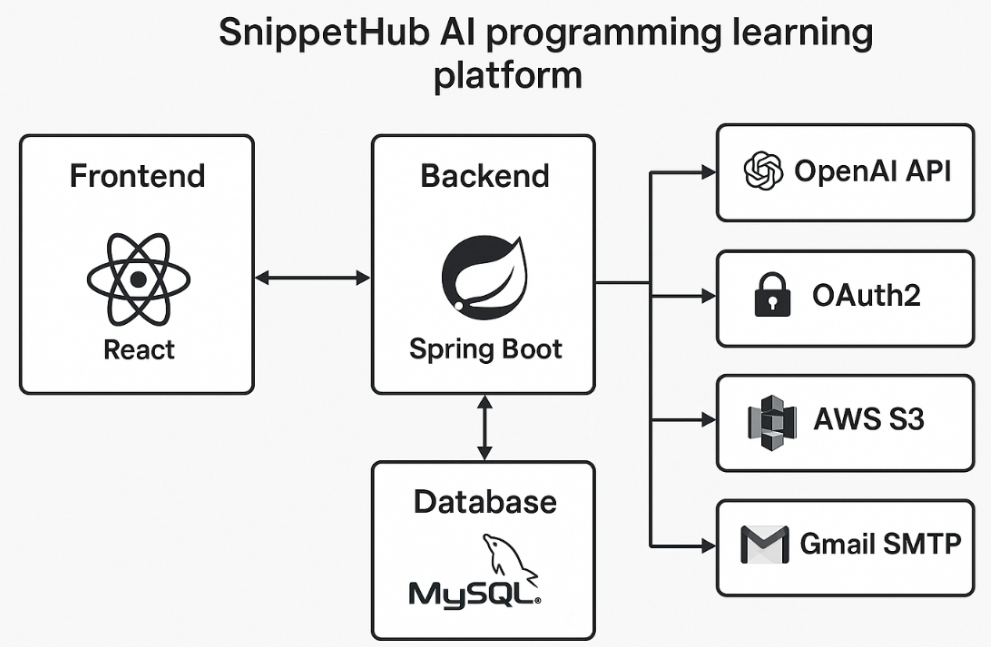 SnippetHub AI programming learning
platform
Frontend
React
Backend
Spring Boot
Database
MySQL®
OpenAI API
OAuth2
AWS S3
Gmail SMTP